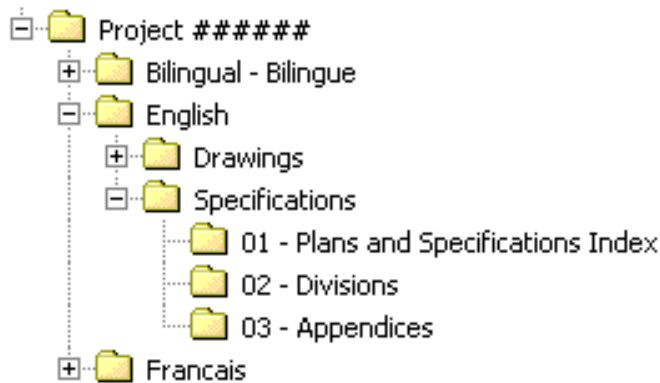 Project ######
Bilingual - Bilingue
English
Drawings
Specifications
01 - Plans and Specifications Index
02 - Divisions
03 - Appendices
Francais